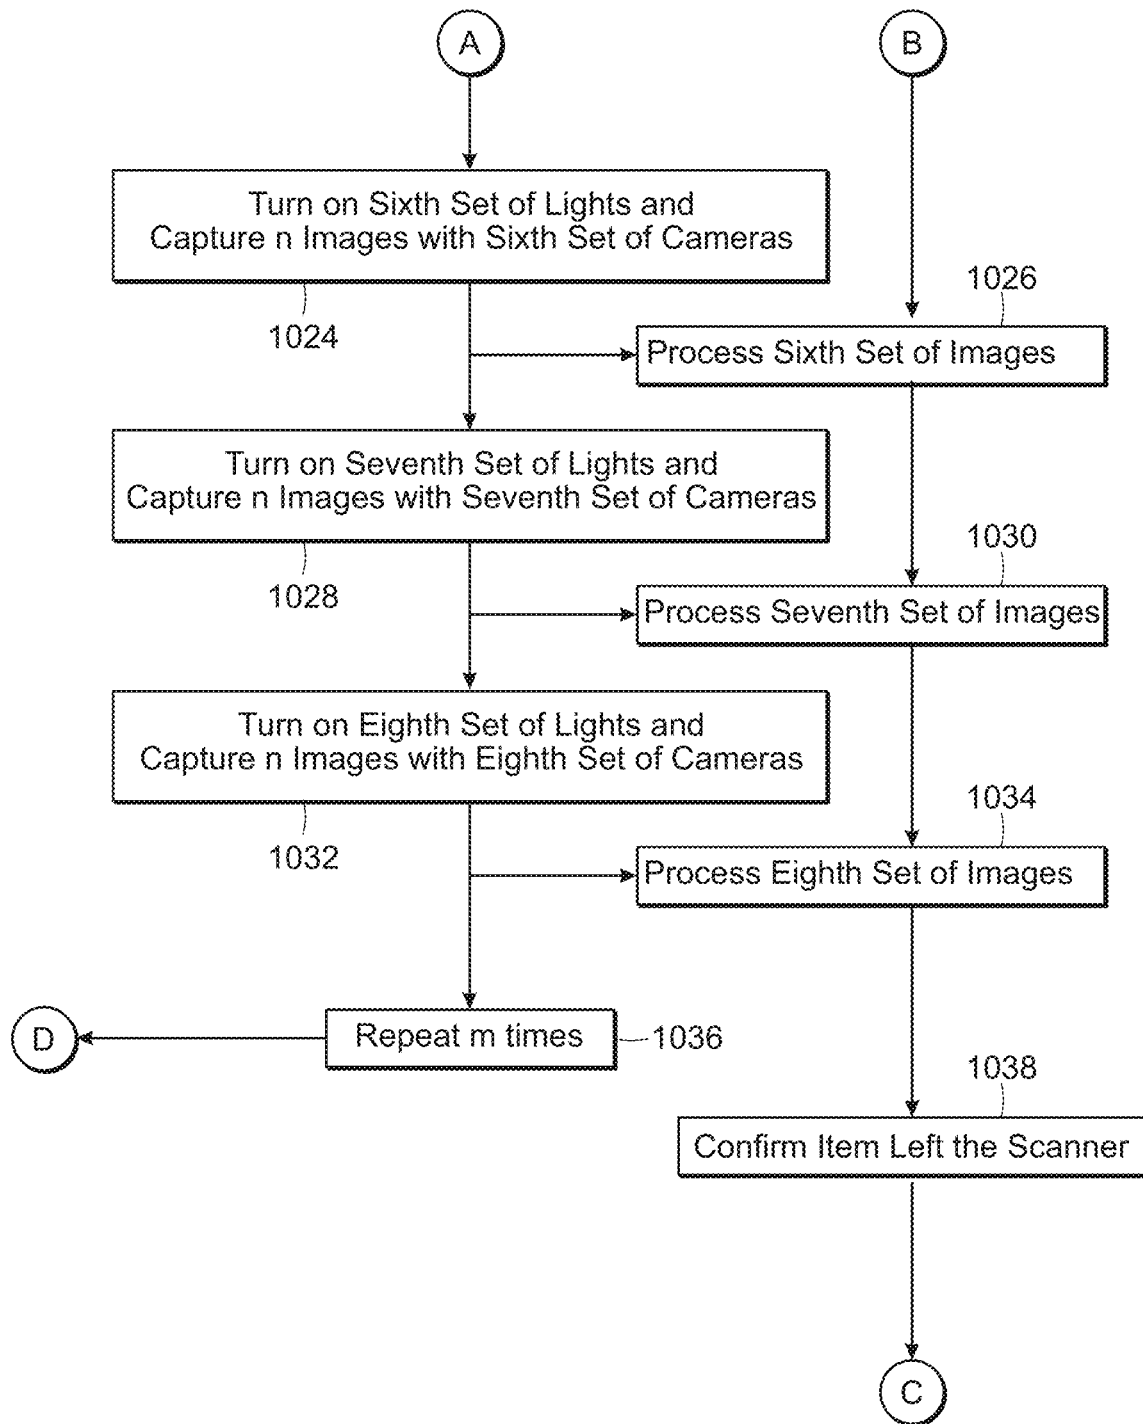 A
B
Turn on Sixth Set of Lights and
Capture n Images with Sixth Set of Cameras
1024
1026
Process Sixth Set of Images
Turn on Seventh Set of Lights and
Capture n Images with Seventh Set of Cameras
1028
1030
Process Seventh Set of Images
Turn on Eighth Set of Lights and
Capture n Images with Eighth Set of Cameras
1032
1034
Process Eighth Set of Images
D
Repeat m times
1036
1038
Confirm Item Left the Scanner
C